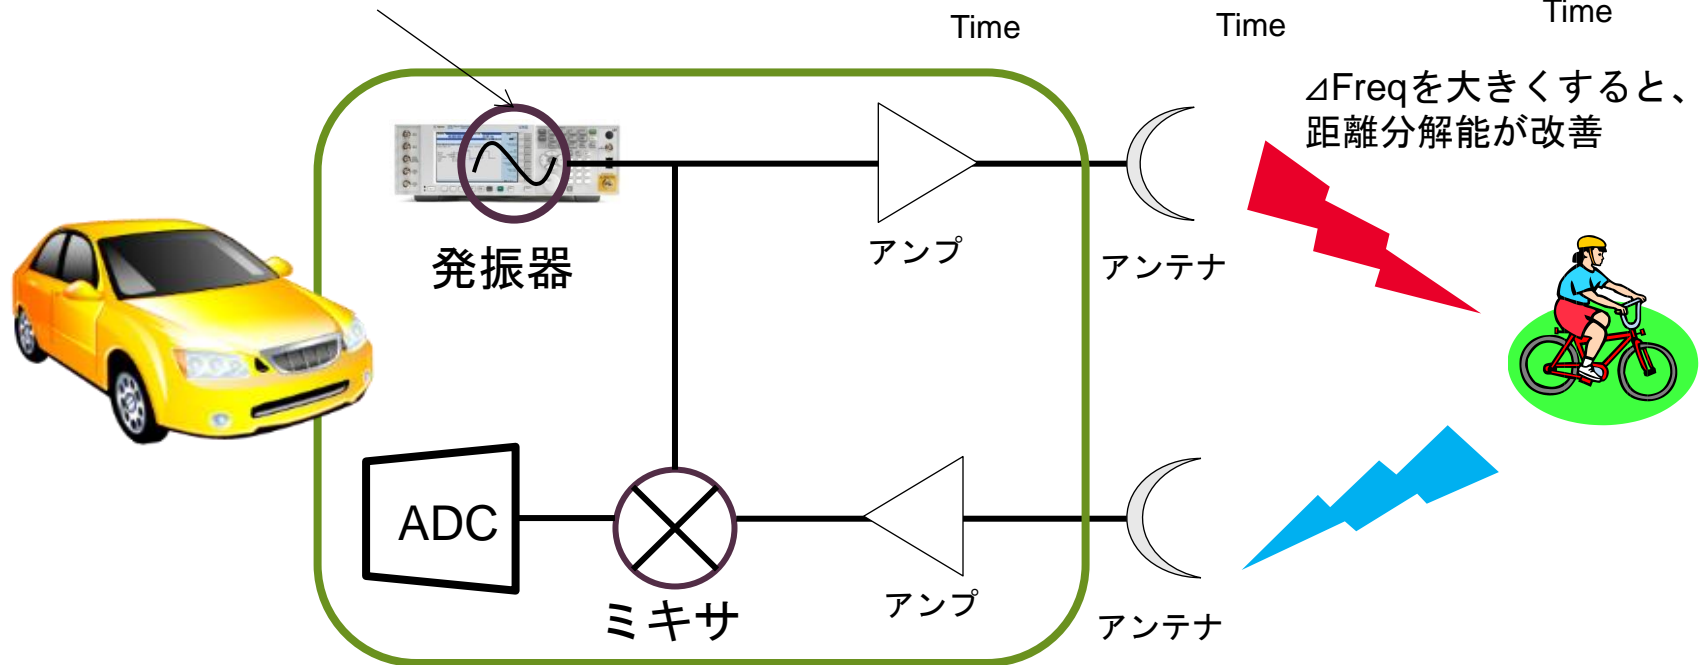 Time
Time
Time
⊿Freqを大きくすると、
距離分解能が改善
発振器
アンプ
アンテナ
ADC
ミキサ
アンプ
アンテナ